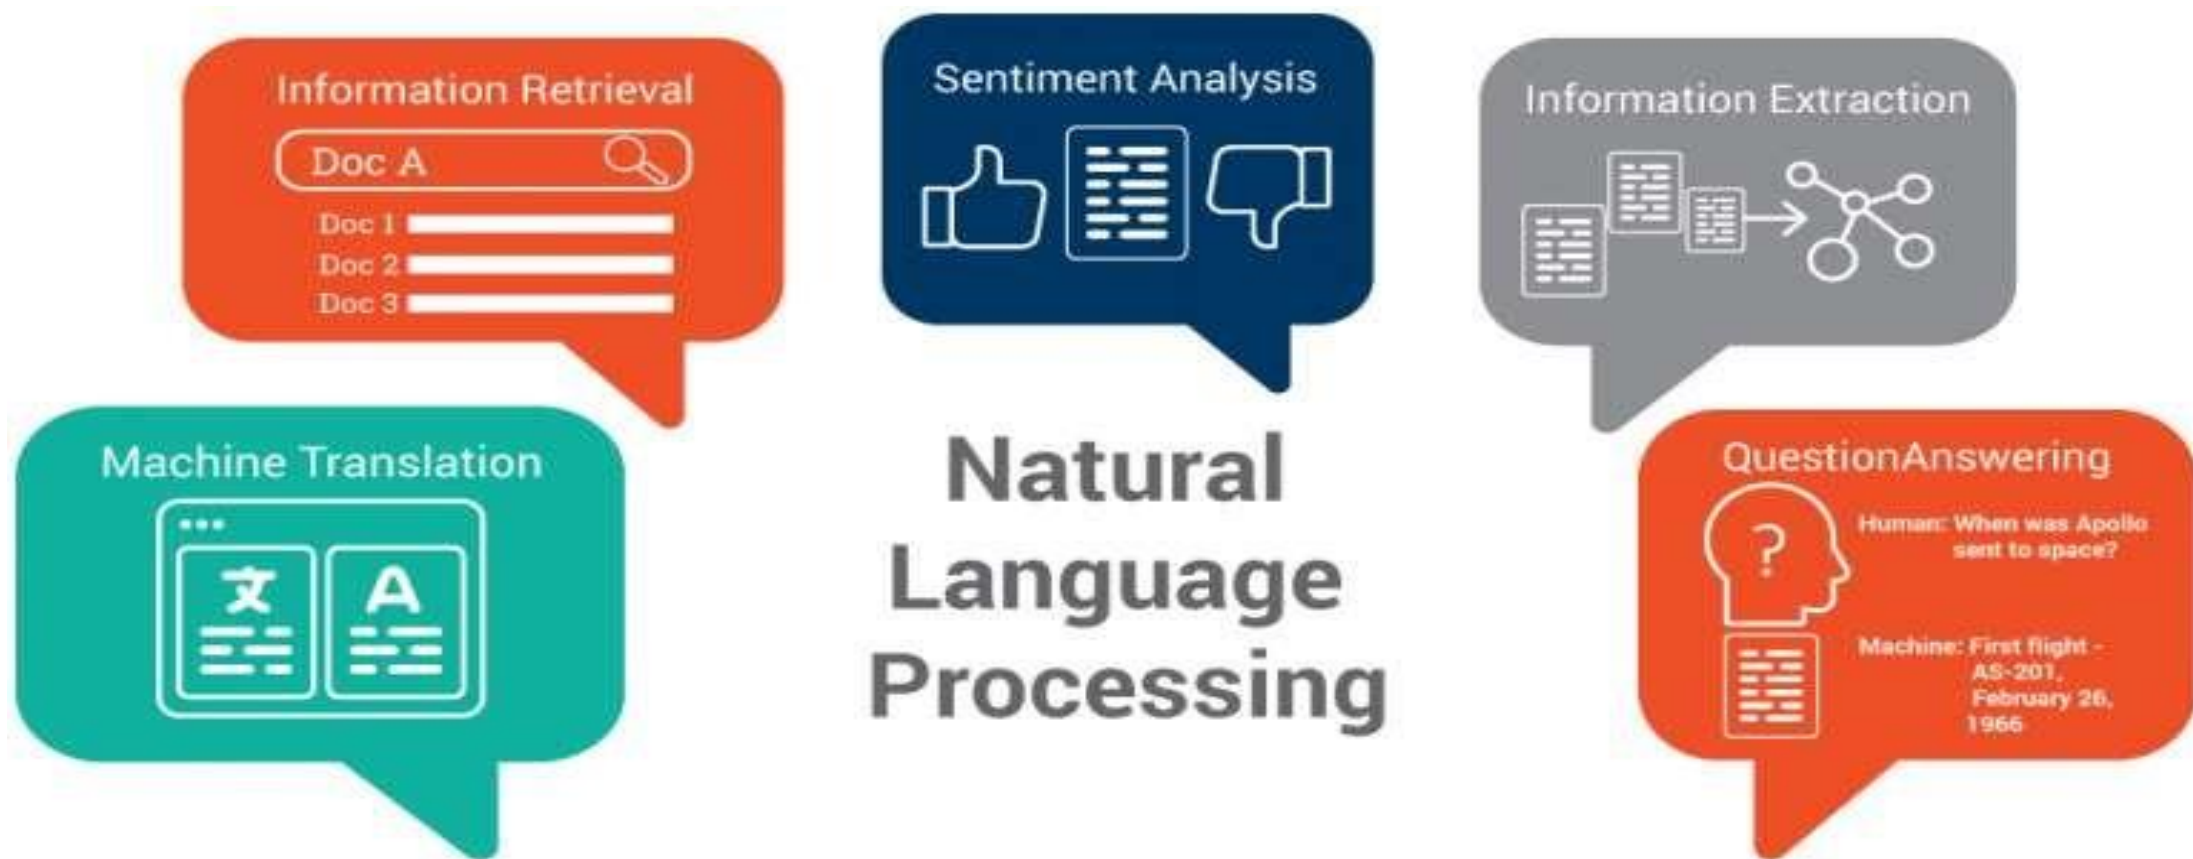 Information Retrieval
Doc A
Doc 1
Doc 2
Doc 3
Sentiment Analysis
Information Extraction
Machine Translation
文 A
Natural
Language
Processing
QuestionAnswering
?
Human: When was Apollo
sent to space?
Machine: First flight -
AS-201,
February 26,
1966